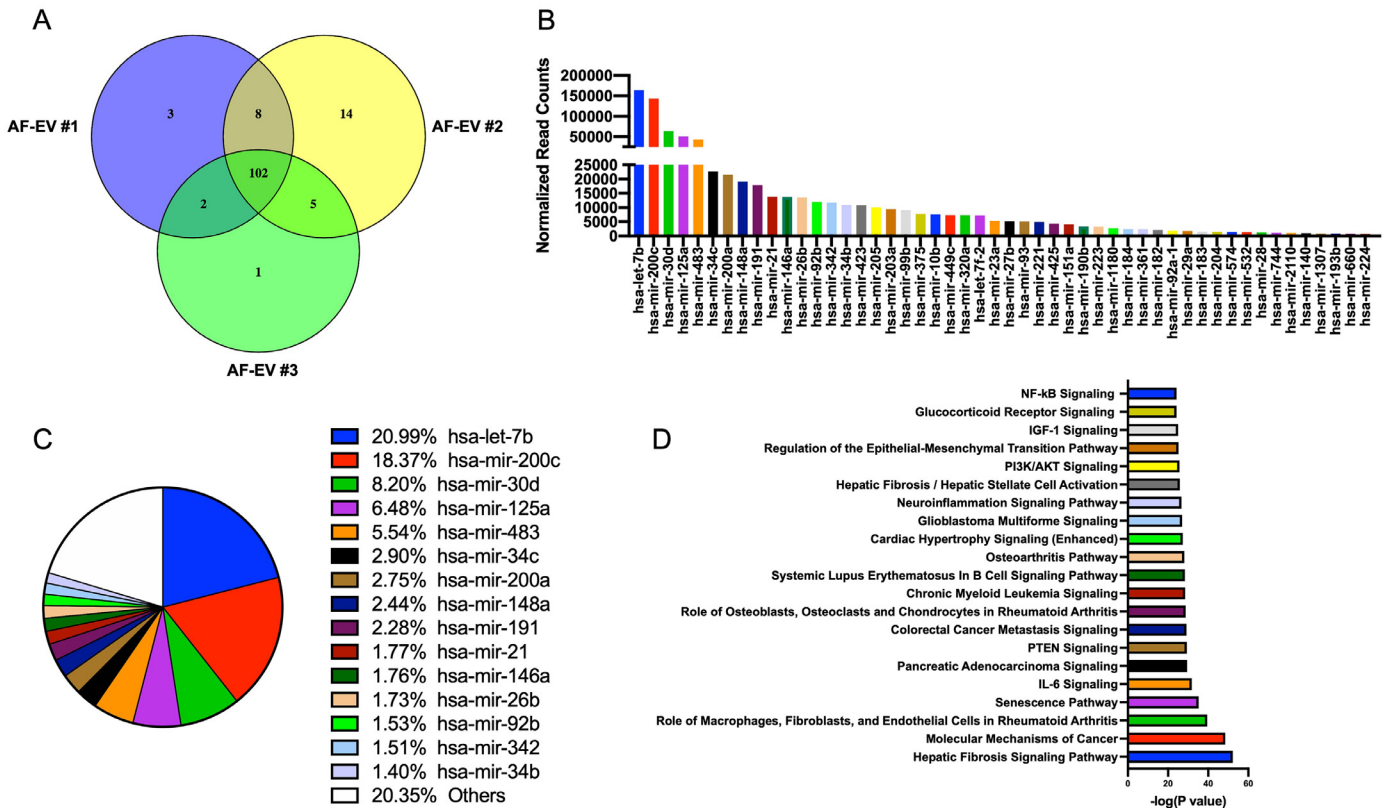 A
3
8
14
AF-EV #1
AF-EV #2
102
2
5
1
AF-EV #3
B
Normalized Read Counts
200000
150000
100000
50000
25000
20000
15000
10000
5000
0
hsa-let-7b
hsa-mir-200c
hsa-mir-30d
hsa-mir-125a
hsa-mir-483
hsa-mir-34c
hsa-mir-200a
hsa-mir-148a
hsa-mir-191
hsa-mir-21
hsa-mir-146a
hsa-mir-26b
hsa-mir-92b
hsa-mir-342
hsa-mir-34b
hsa-mir-423
hsa-mir-205
hsa-mir-203a
hsa-mir-99b
hsa-mir-375
hsa-mir-10b
hsa-mir-449c
hsa-mir-320a
hsa-let-7f-2
hsa-mir-23a
hsa-mir-27b
hsa-mir-93
hsa-mir-221
hsa-mir-425
hsa-mir-151a
hsa-mir-190b
hsa-mir-223
hsa-mir-1180
hsa-mir-184
hsa-mir-361
hsa-mir-182
hsa-mir-92a-1
hsa-mir-29a
hsa-mir-183
hsa-mir-204
hsa-mir-574
hsa-mir-532
hsa-mir-28
hsa-mir-744
hsa-mir-2110
hsa-mir-140
hsa-mir-1307
hsa-mir-193b
hsa-mir-660
hsa-mir-224
C
20.99% hsa-let-7b
18.37% hsa-mir-200c
8.20% hsa-mir-30d
6.48% hsa-mir-125a
5.54% hsa-mir-483
2.90% hsa-mir-34c
2.75% hsa-mir-200a
2.44% hsa-mir-148a
2.28% hsa-mir-191
1.77% hsa-mir-21
1.76% hsa-mir-146a
1.73% hsa-mir-26b
1.53% hsa-mir-92b
1.51% hsa-mir-342
1.40% hsa-mir-34b
20.35% Others
D
NF-kB Signaling
Glucocorticoid Receptor Signaling
IGF-1 Signaling
Regulation of the Epithelial-Mesenchymal Transition Pathway
PI3K/AKT Signaling
Hepatic Fibrosis / Hepatic Stellate Cell Activation
Neuroinflammation Signaling Pathway
Glioblastoma Multiforme Signaling
Cardiac Hypertrophy Signaling (Enhanced)
Osteoarthritis Pathway
Systemic Lupus Erythematosus In B Cell Signaling Pathway
Chronic Myeloid Leukemia Signaling
Role of Osteoblasts, Osteoclasts and Chondrocytes in Rheumatoid Arthritis
Colorectal Cancer Metastasis Signaling
PTEN Signaling
Pancreatic Adenocarcinoma Signaling
IL-6 Signaling
Senescence Pathway
Role of Macrophages, Fibroblasts, and Endothelial Cells in Rheumatoid Arthritis
Molecular Mechanisms of Cancer
Hepatic Fibrosis Signaling Pathway
0 20 40 60
-log(P value)